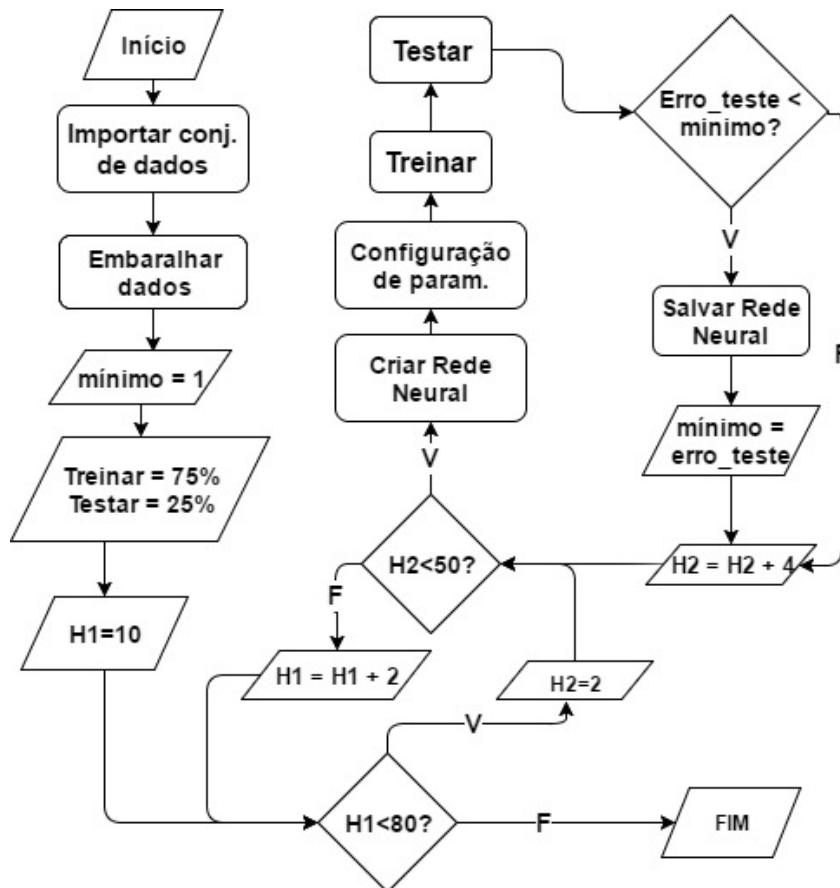 Início
Importar conj.
de dados
Embaralhar
dados
mínimo = 1
Treinar = 75%
Testar = 25%
H1=10
H1<80?
V
F
FIM
H2=2
H2<50?
F
H1 = H1 + 2
V
Criar Rede
Neural
Configuração
de param.
Treinar
Testar
Erro_teste <
minimo?
V
F
Salvar Rede
Neural
mínimo =
erro_teste
H2 = H2 + 4